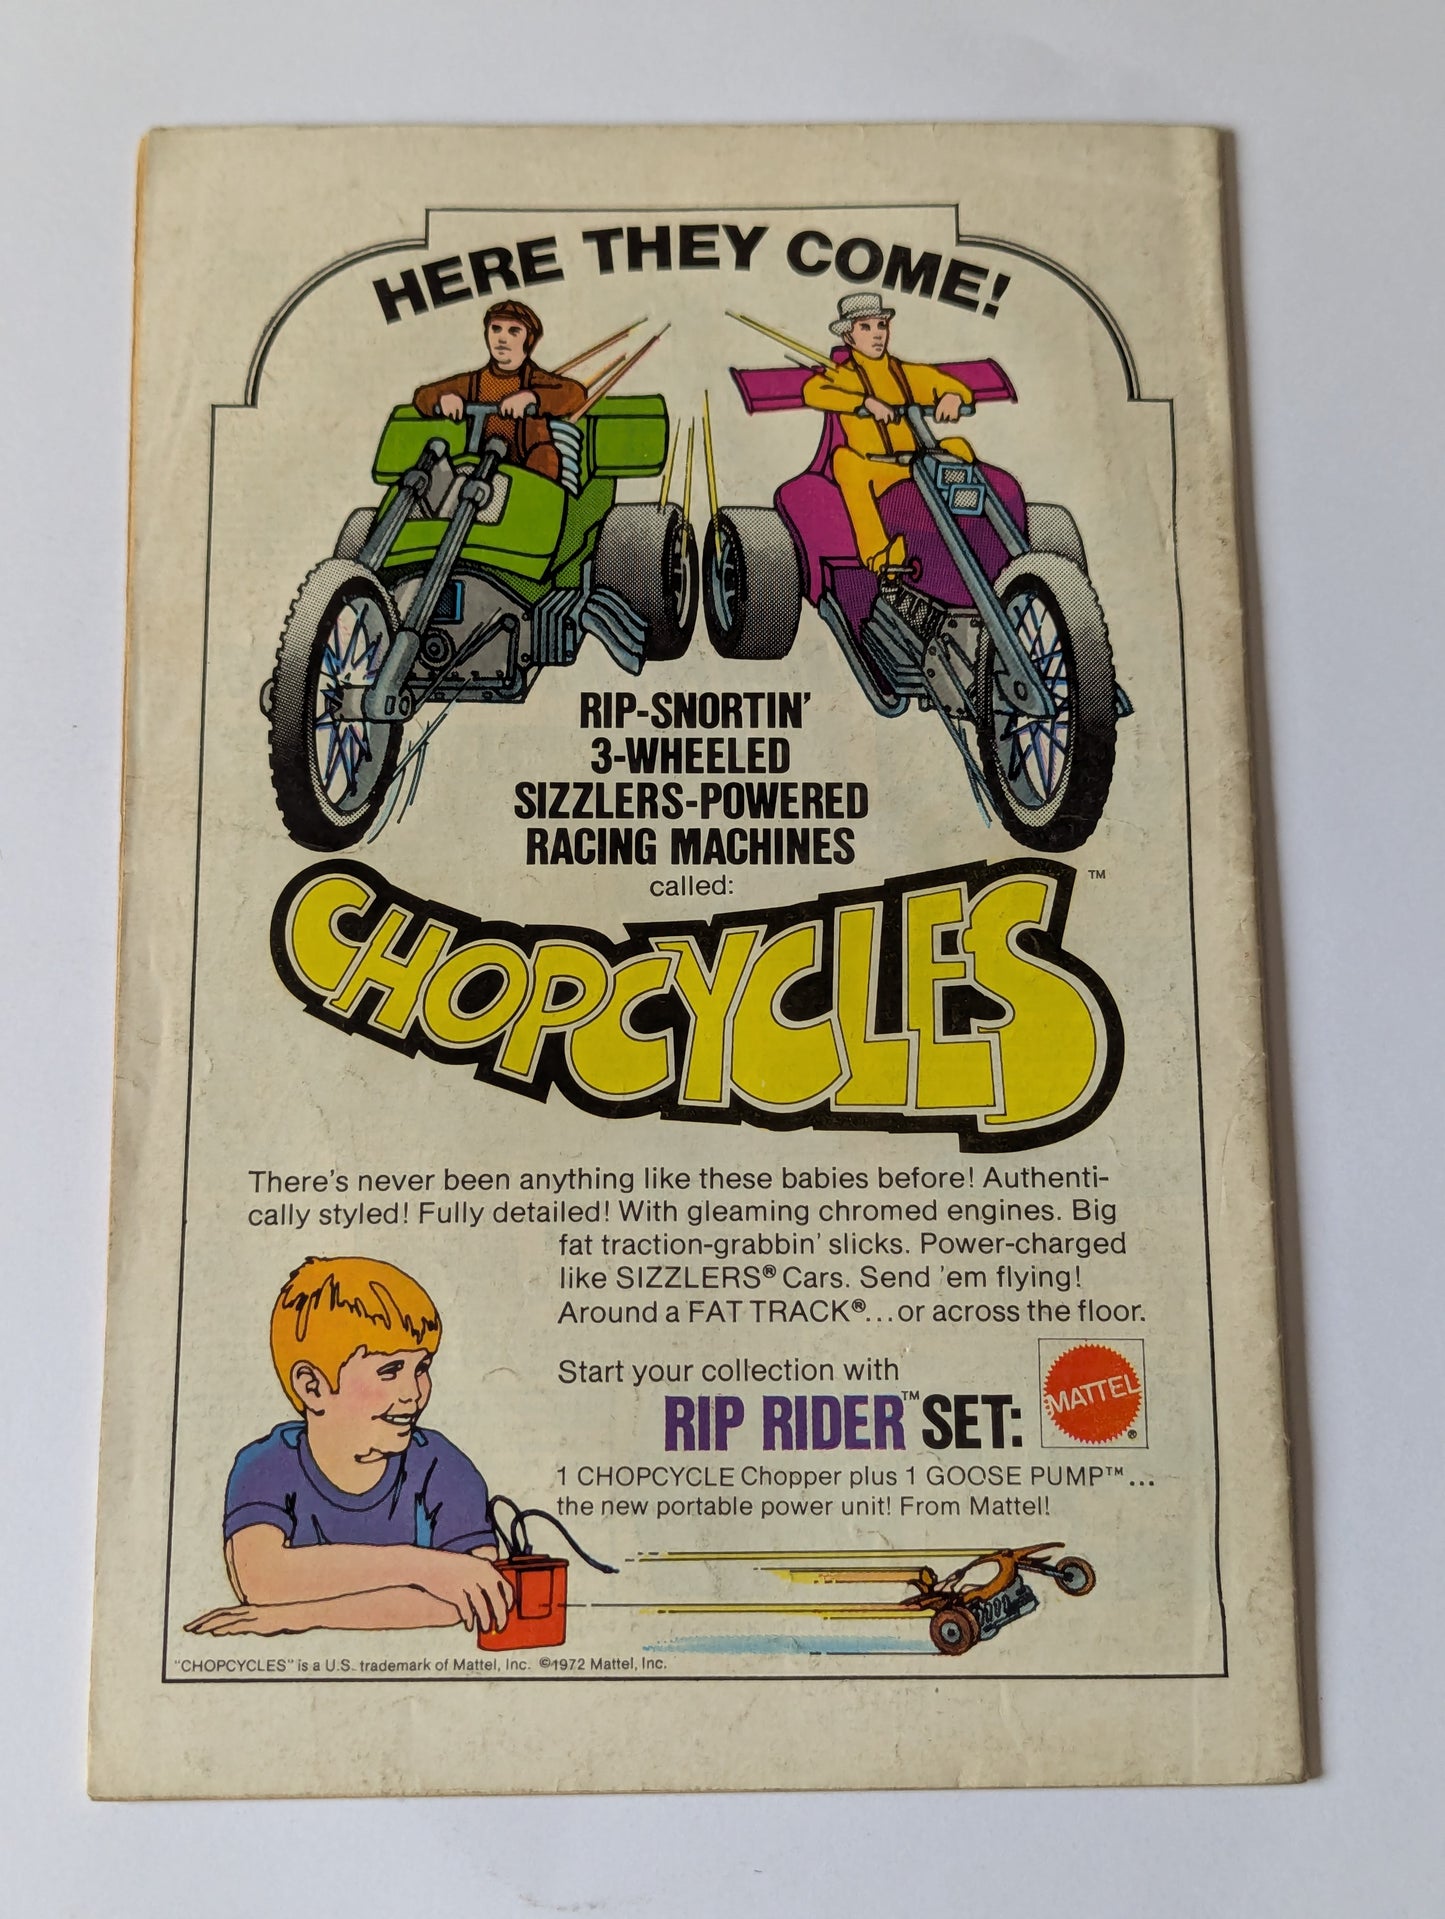 HERE THEY COME!
RIP-SNORTIN'
3-WHEELED
SIZZLERS-POWERED
RACING MACHINES
called:
CHOPCYCLES™
There's never been anything like these babies before! Authenti-
cally styled! Fully detailed! With gleaming chromed engines. Big
fat traction-grabbin' slicks. Power-charged
like SIZZLERS® Cars. Send 'em flying!
Around a FAT TRACK®...or across the floor.
Start your collection with
RIP RIDER™ SET:
MATTEL®
1 CHOPCYCLE Chopper plus 1 GOOSE PUMP™...
the new portable power unit! From Mattel!
"CHOPCYCLES" is a U.S. trademark of Mattel, Inc. ©1972 Mattel, Inc.